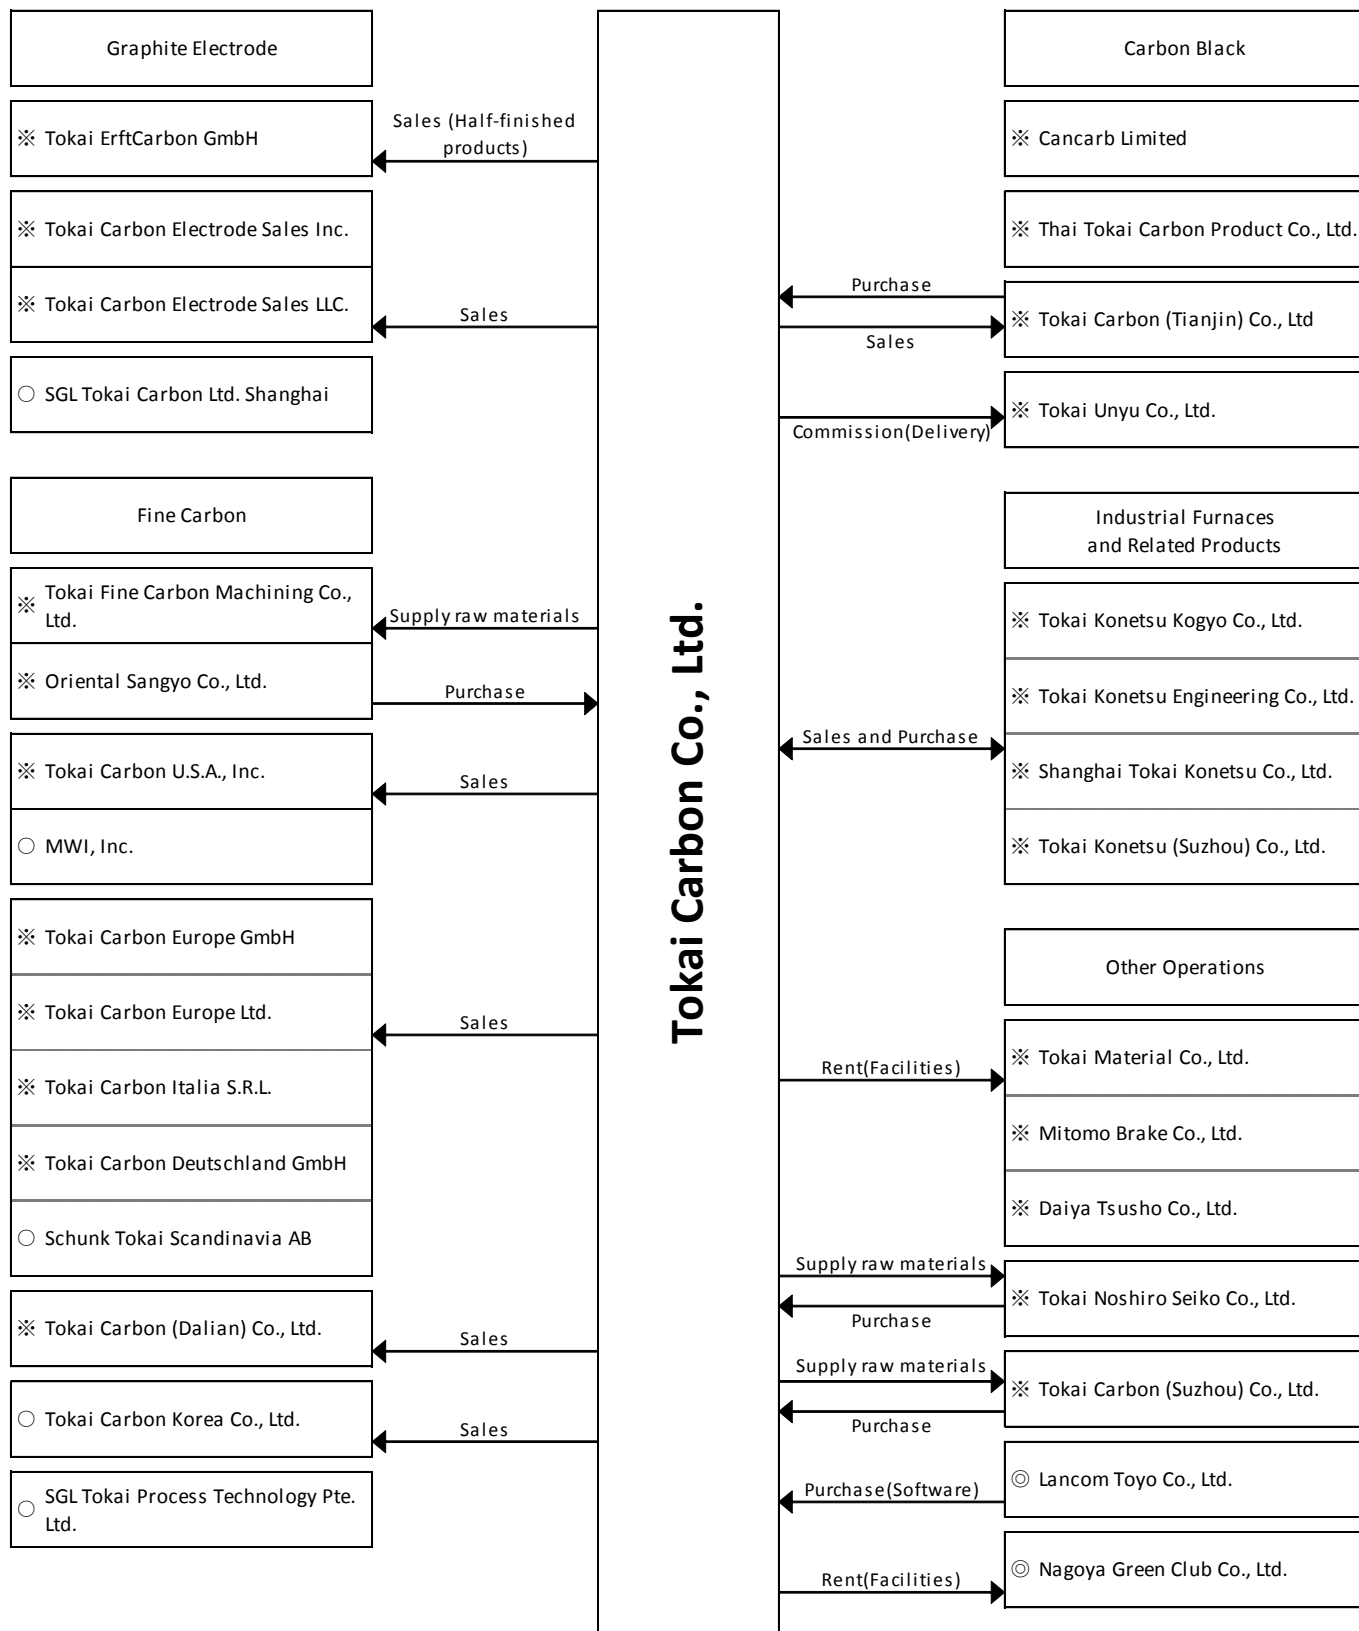 Graphite Electrode
※ Tokai ErftCarbon GmbH
Sales (Half-finished
products)
※ Tokai Carbon Electrode Sales Inc.
※ Tokai Carbon Electrode Sales LLC.
Sales
○ SGL Tokai Carbon Ltd. Shanghai
Fine Carbon
※ Tokai Fine Carbon Machining Co.,
Ltd.
Supply raw materials
※ Oriental Sangyo Co., Ltd.
Purchase
※ Tokai Carbon U.S.A., Inc.
Sales
○ MWI, Inc.
※ Tokai Carbon Europe GmbH
※ Tokai Carbon Europe Ltd.
Sales
※ Tokai Carbon Italia S.R.L.
※ Tokai Carbon Deutschland GmbH
○ Schunk Tokai Scandinavia AB
※ Tokai Carbon (Dalian) Co., Ltd.
Sales
○ Tokai Carbon Korea Co., Ltd.
Sales
○ SGL Tokai Process Technology Pte.
Ltd.
Tokai Carbon Co., Ltd.
Carbon Black
※ Cancarb Limited
※ Thai Tokai Carbon Product Co., Ltd.
Purchase
※ Tokai Carbon (Tianjin) Co., Ltd
Sales
※ Tokai Unyu Co., Ltd.
Commission(Delivery)
Industrial Furnaces
and Related Products
※ Tokai Konetsu Kogyo Co., Ltd.
※ Tokai Konetsu Engineering Co., Ltd.
Sales and Purchase
※ Shanghai Tokai Konetsu Co., Ltd.
※ Tokai Konetsu (Suzhou) Co., Ltd.
Other Operations
※ Tokai Material Co., Ltd.
Rent(Facilities)
※ Mitomo Brake Co., Ltd.
※ Daiya Tsusho Co., Ltd.
Supply raw materials
※ Tokai Noshiro Seiko Co., Ltd.
Purchase
Supply raw materials
※ Tokai Carbon (Suzhou) Co., Ltd.
Purchase
◎ Lancom Toyo Co., Ltd.
Purchase(Software)
◎ Nagoya Green Club Co., Ltd.
Rent(Facilities)